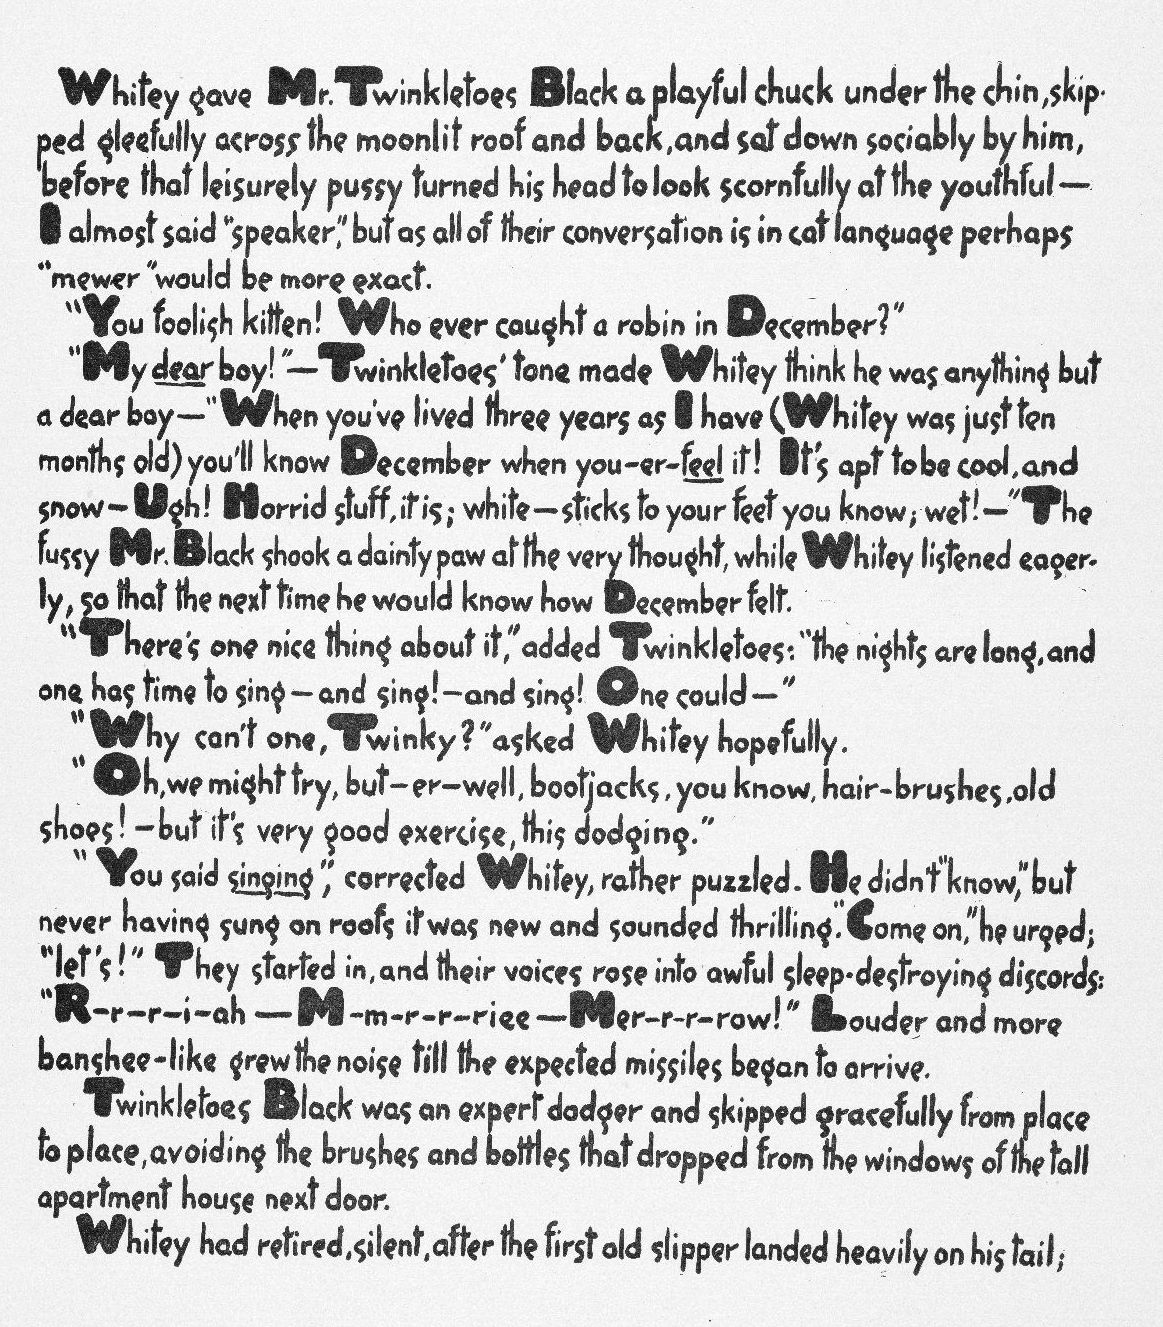 Whitey gave Mr. Twinkletoes Black a playful chuck under the chin, skip-
ped gleefully across the moonlit roof and back, and sat down sociably by him,
before that leisurely pussy turned his head to look scornfully at the youthful—
I almost said "speaker," but as all of their conversation is in cat language perhaps
"mewer" would be more exact.
"You foolish kitten! Who ever caught a robin in December?"
"My dear boy!"—Twinkletoes' tone made Whitey think he was anything but
a dear boy—"When you've lived three years as I have (Whitey was just ten
months old) you'll know December when you-er-feel it! It's apt to be cool, and
snow—Ugh! Horrid stuff, it is; white—sticks to your feet you know; wet!—" The
fussy Mr. Black shook a dainty paw at the very thought, while Whitey listened eager-
ly, so that the next time he would know how December felt.
"There's one nice thing about it," added Twinkletoes: "the nights are long, and
one has time to sing—and sing!—and sing! One could—"
"Why can't one, Twinky?" asked Whitey hopefully.
"Oh, we might try, but—er—well, bootjacks, you know, hair-brushes, old
shoes!—but it's very good exercise, this dodging."
"You said singing", corrected Whitey, rather puzzled. He didn't "know," but
never having sung on roofs it was new and sounded thrilling. "Come on," he urged;
"let's!" They started in, and their voices rose into awful sleep-destroying discords:
"R-r-r-i-ah — M-m-r-r-riee — Mer-r-r-row!" Louder and more
banshee-like grew the noise till the expected missiles began to arrive.
Twinkletoes Black was an expert dodger and skipped gracefully from place
to place, avoiding the brushes and bottles that dropped from the windows of the tall
apartment house next door.
Whitey had retired, silent, after the first old slipper landed heavily on his tail;